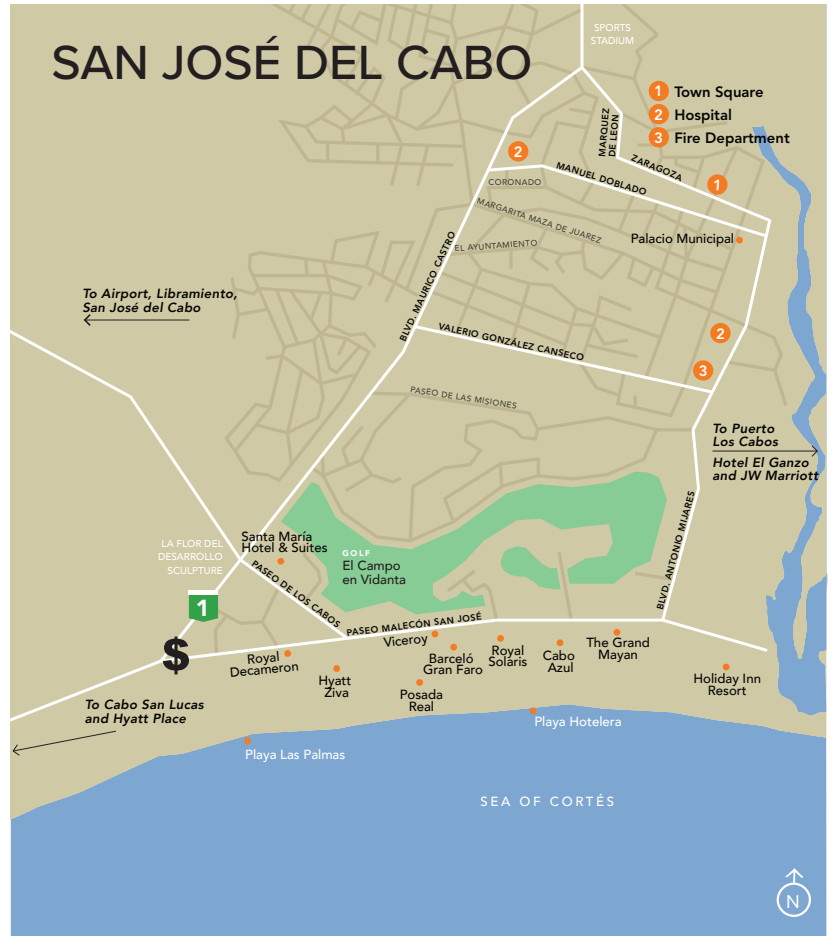 SAN JOSÉ DEL CABO
SPORTS
STADIUM
1 Town Square
2 Hospital
3 Fire Department
MARQUEZ
DE LEON
ZARAGOZA
2
1
MANUEL DOBLADO
CORONADO
MARGARITA MAZA DE JUAREZ
EL AYUNTAMIENTO
Palacio Municipal
BLVD. MAURICO CASTRO
To Airport, Libramiento,
San José del Cabo
VALERIO GONZÁLEZ CANSECO
2
3
PASEO DE LAS MISIONES
To Puerto
Los Cabos
Hotel El Ganzo
and JW Marriott
BLVD. ANTONIO MIJARES
LA FLOR DEL
DESARROLLO
SCULPTURE
Santa María
Hotel & Suites
GOLF
El Campo
en Vidanta
PASEO DE LOS CABOS
1
$
PASEO MALECÓN SAN JOSÉ
Royal
Decameron
Hyatt
Ziva
Viceroy
Barceló
Gran Faro
Posada
Real
Royal
Solaris
Cabo
Azul
The Grand
Mayan
Holiday Inn
Resort
To Cabo San Lucas
and Hyatt Place
Playa Las Palmas
Playa Hotelera
SEA OF CORTÉS
N